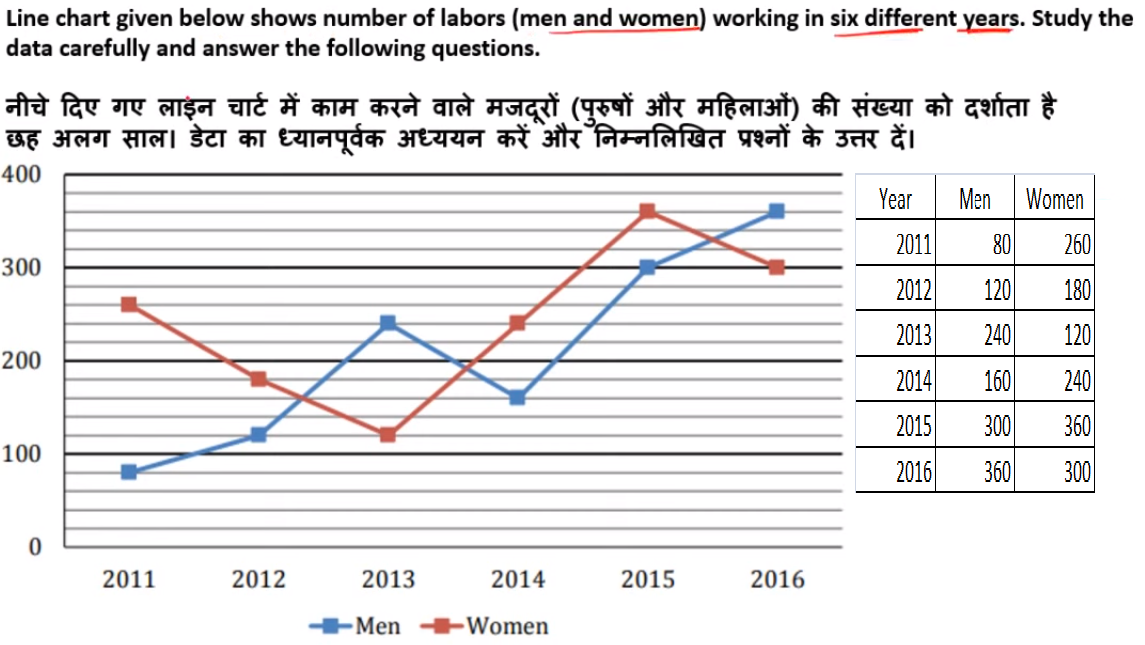 Line chart given below shows number of labors (men and women) working in six different years. Study the
data carefully and answer the following questions.
नीचे दिए गए लाइन चार्ट में काम करने वाले मजदूरों (पुरुषों और महिलाओं) की संख्या को दर्शाता है
छह अलग साल। डेटा का ध्यानपूर्वक अध्ययन करें और निम्नलिखित प्रश्नों के उत्तर दें।
400
300
200
100
0
2011 2012 2013 2014 2015 2016
Men Women
Year Men Women
2011 80 260
2012 120 180
2013 240 120
2014 160 240
2015 300 360
2016 360 300